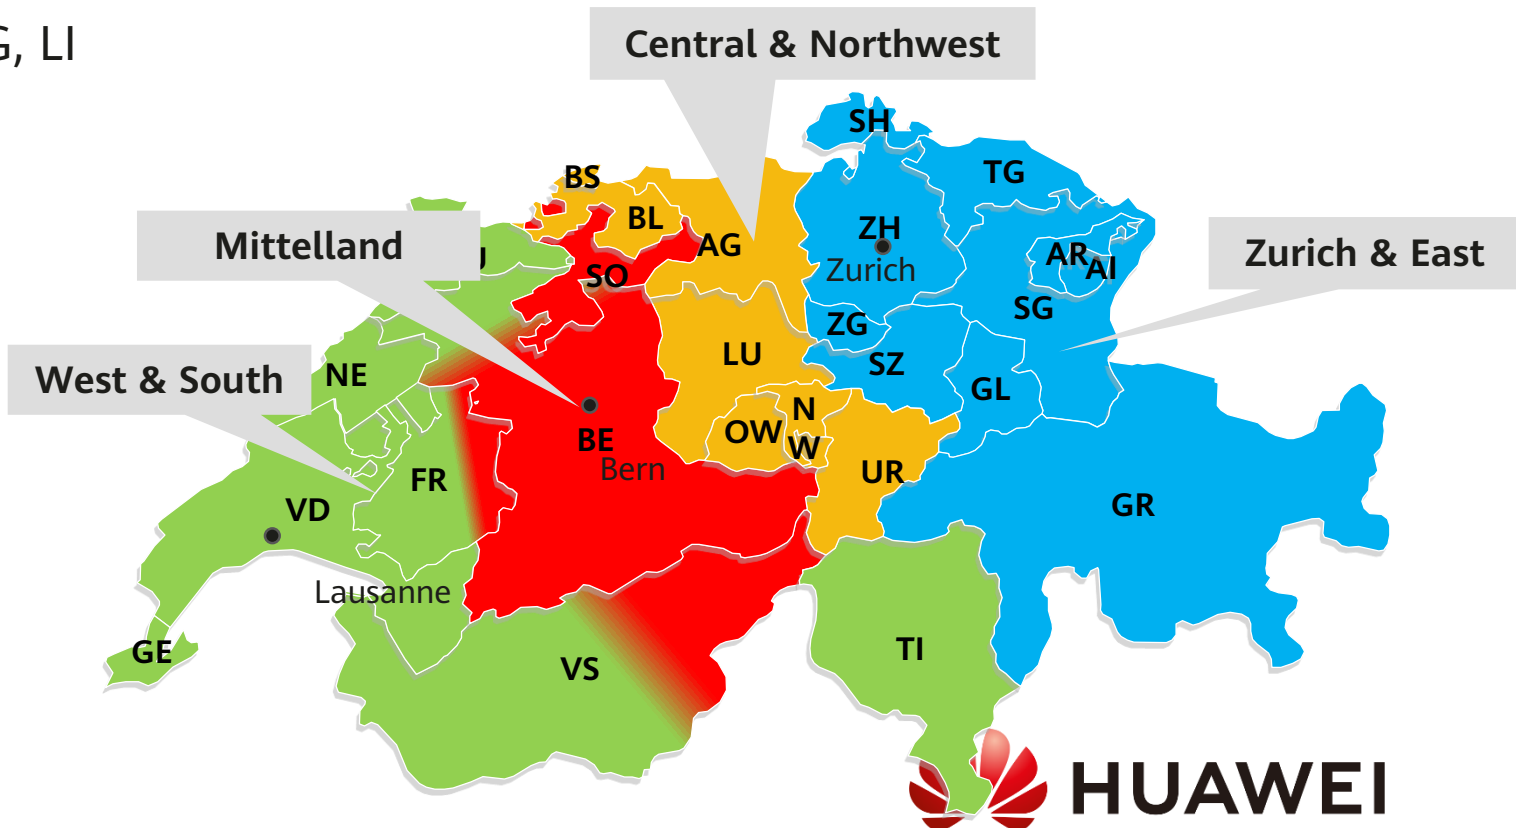 G, LI
Central & Northwest
SH
TG
BS
BL
Mittelland
ZH
AG
AR
Zurich & East
J
SO
Zurich
AI
SG
ZG
LU
SZ
West & South
NE
GL
N
OW
W
BE
Bern
UR
FR
VD
GR
Lausanne
GE
TI
VS
HUAWEI